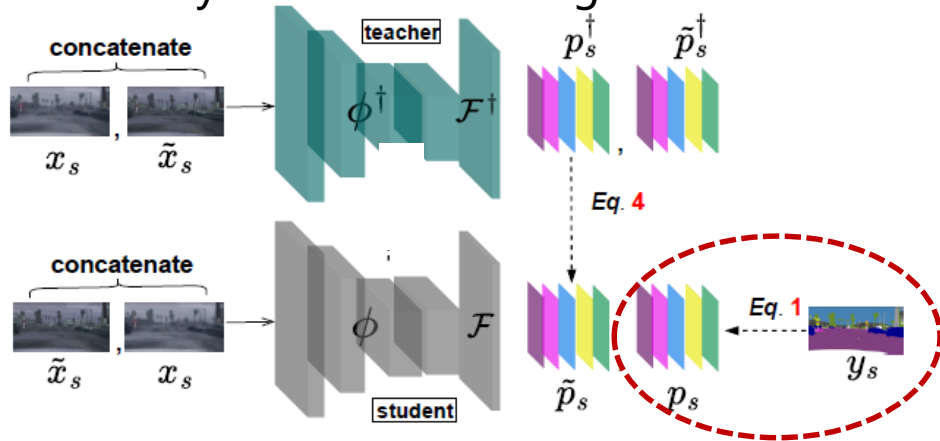 concatenate
x_s , x̃_s
teacher
ϕ† F†
p_s† , p̃_s†
Eq. 4
concatenate
x̃_s , x_s
ϕ F
student
p̃_s p_s
Eq. 1
y_s